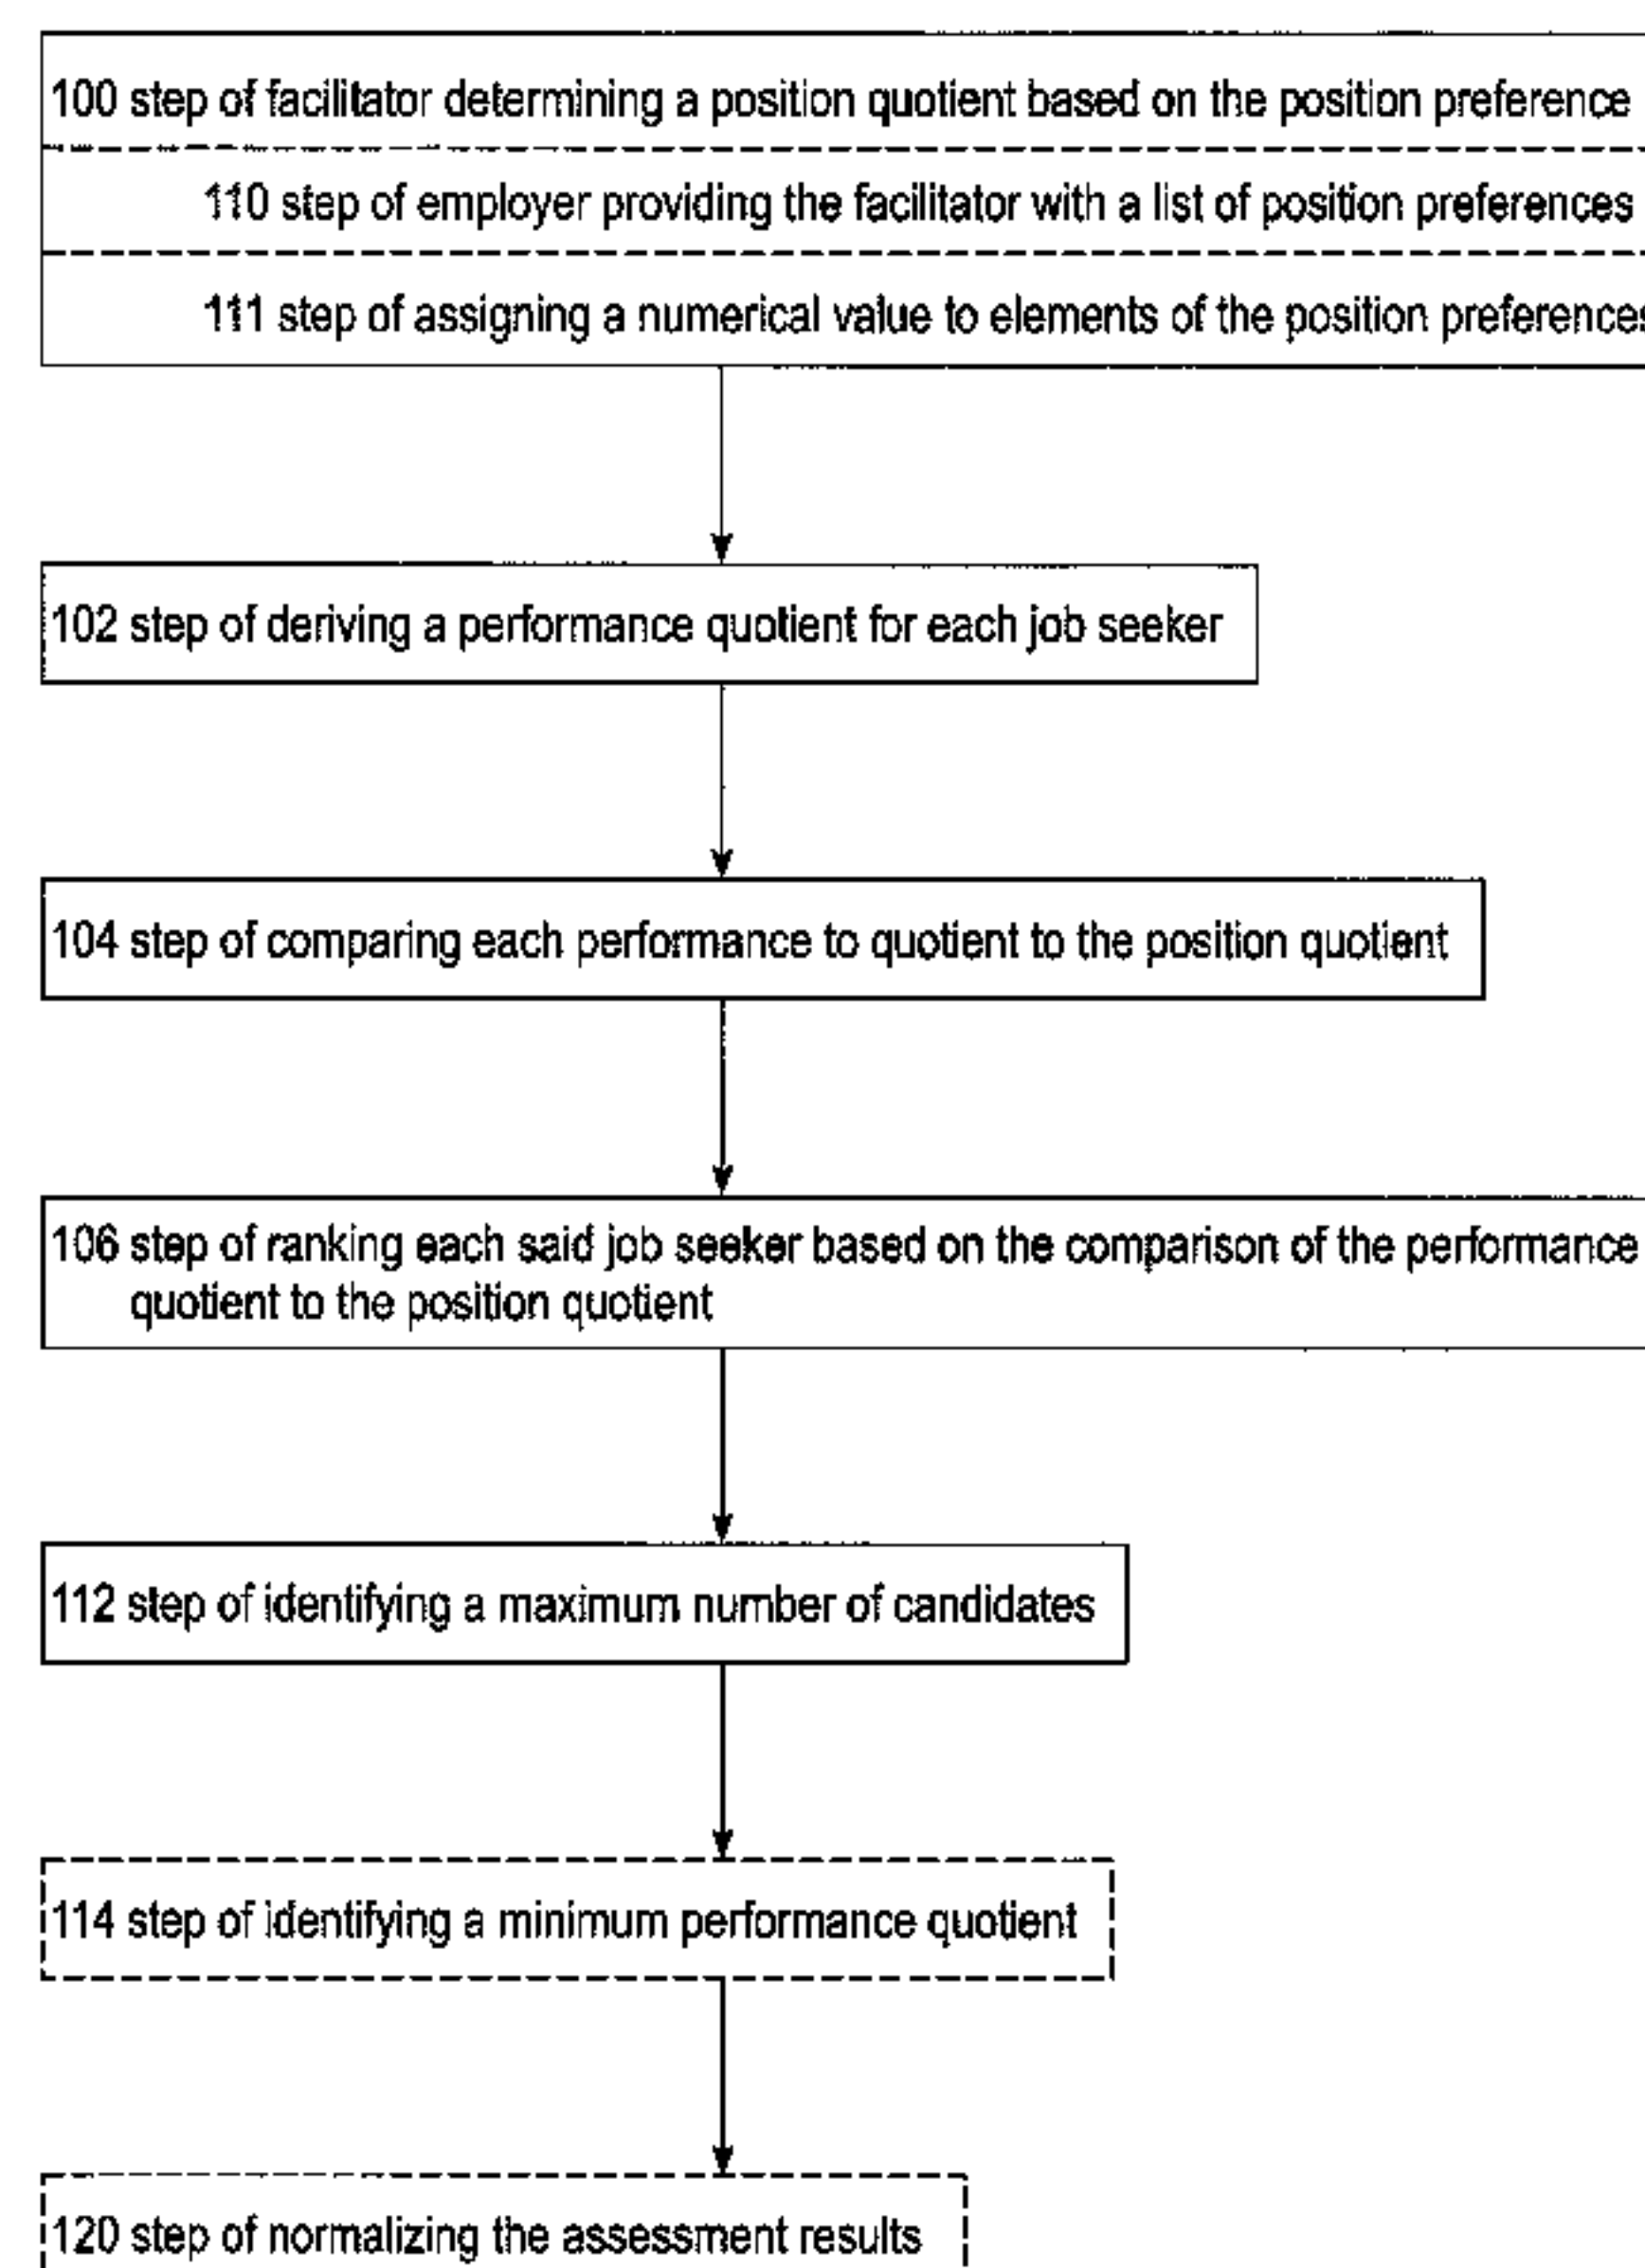 100 step of facilitator determining a position quotient based on the position preference
110 step of employer providing the facilitator with a list of position preferences
111 step of assigning a numerical value to elements of the position preferences
102 step of deriving a performance quotient for each job seeker
104 step of comparing each performance to quotient to the position quotient
106 step of ranking each said job seeker based on the comparison of the performance
quotient to the position quotient
112 step of identifying a maximum number of candidates
114 step of identifying a minimum performance quotient
120 step of normalizing the assessment results